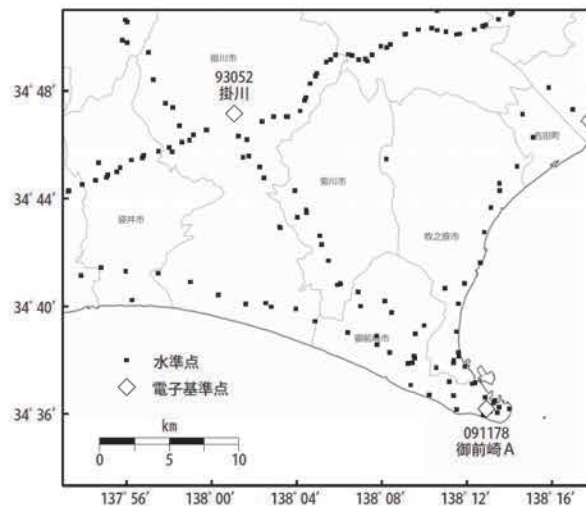 掛川市
93052
掛川
34˚ 48′
吉田町
34˚ 44′
菊川市
袋井市
牧之原市
34˚ 40′
御前崎市
水準点
電子基準点
34˚ 36′
km
0 5 10
091178
御前崎A
137˚ 56′ 138˚ 00′ 138˚ 04′ 138˚ 08′ 138˚ 12′ 138˚ 16′